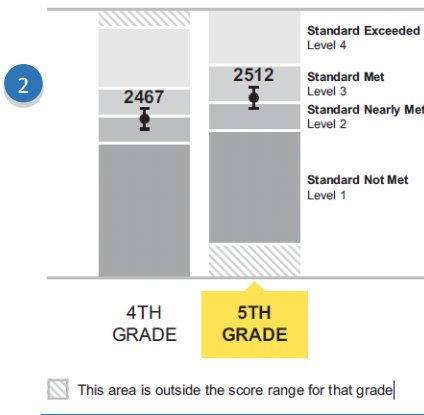 Standard Exceeded
Level 4
2
2467
2512
Standard Met
Level 3
Standard Nearly Met
Level 2
Standard Not Met
Level 1
4TH
GRADE
5TH
GRADE
This area is outside the score range for that grade